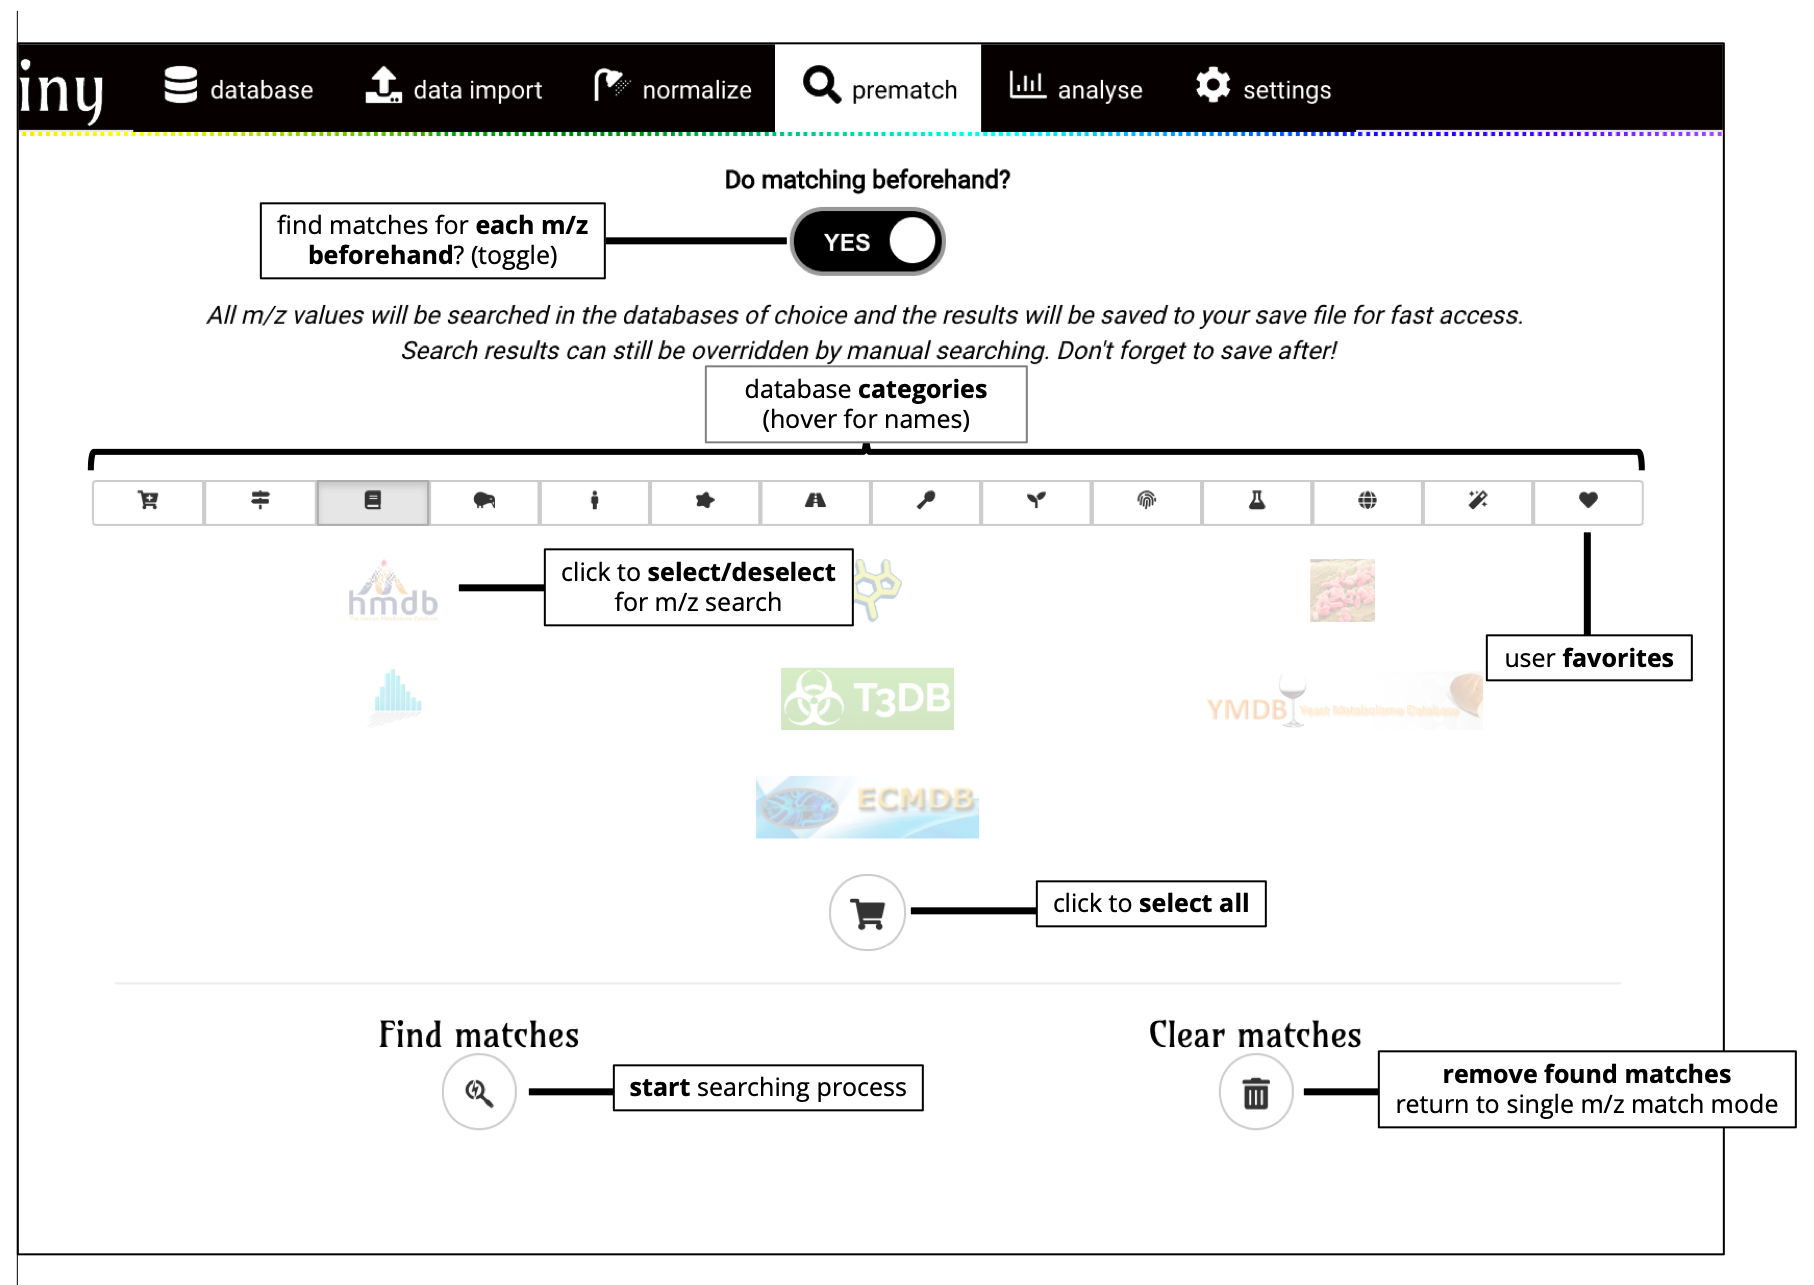 iny
database
data import
normalize
prematch
analyse
settings
Do matching beforehand?
find matches for each m/z
beforehand? (toggle)
YES
All m/z values will be searched in the databases of choice and the results will be saved to your save file for fast access.
Search results can still be overridden by manual searching. Don't forget to save after!
database categories
(hover for names)
hmdb
click to select/deselect
for m/z search
user favorites
T3DB
YMDB
Yeast Metabolome Database
ECMDB
click to select all
Find matches
Clear matches
start searching process
remove found matches
return to single m/z match mode